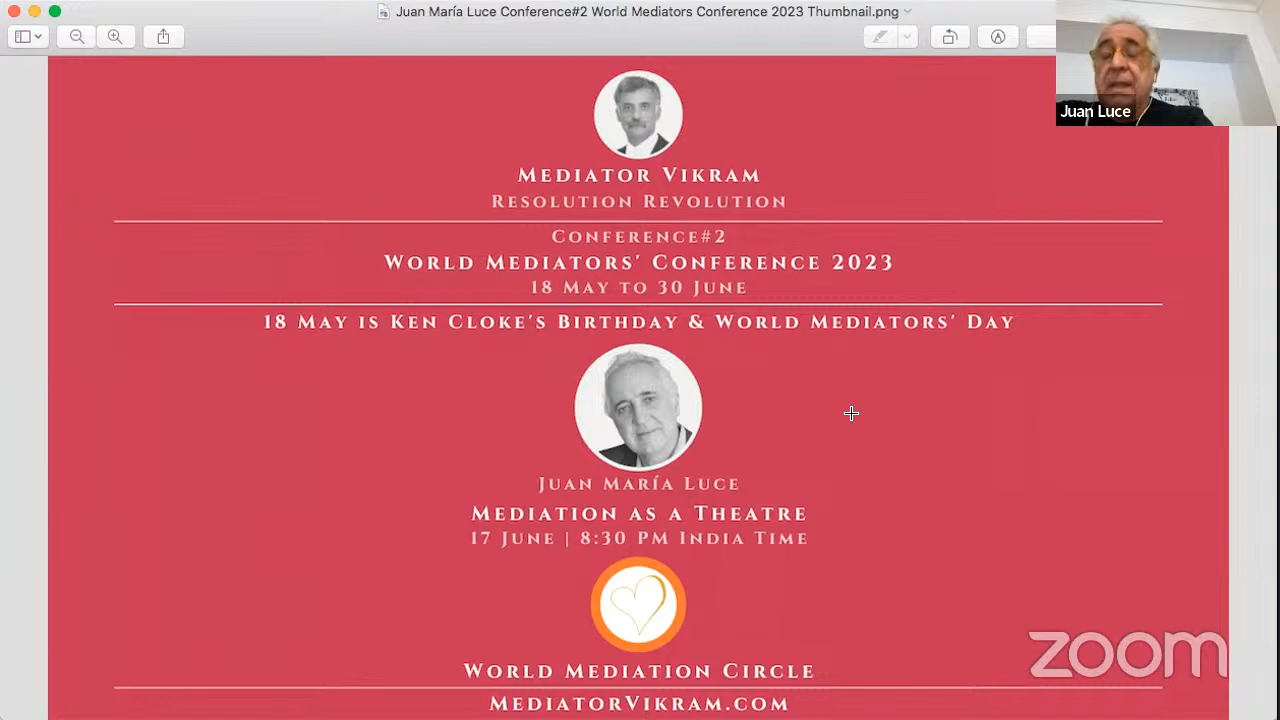 Juan María Luce Conference#2 World Mediators Conference 2023 Thumbnail.png
Juan Luce
MEDIATOR VIKRAM
RESOLUTION REVOLUTION
CONFERENCE#2
WORLD MEDIATORS' CONFERENCE 2023
18 MAY TO 30 JUNE
18 MAY IS KEN CLOKE'S BIRTHDAY & WORLD MEDIATORS' DAY
JUAN MARÍA LUCE
MEDIATION AS A THEATRE
17 JUNE | 8:30 PM INDIA TIME
zoom
WORLD MEDIATION CIRCLE
MEDIATORVIKRAM.COM